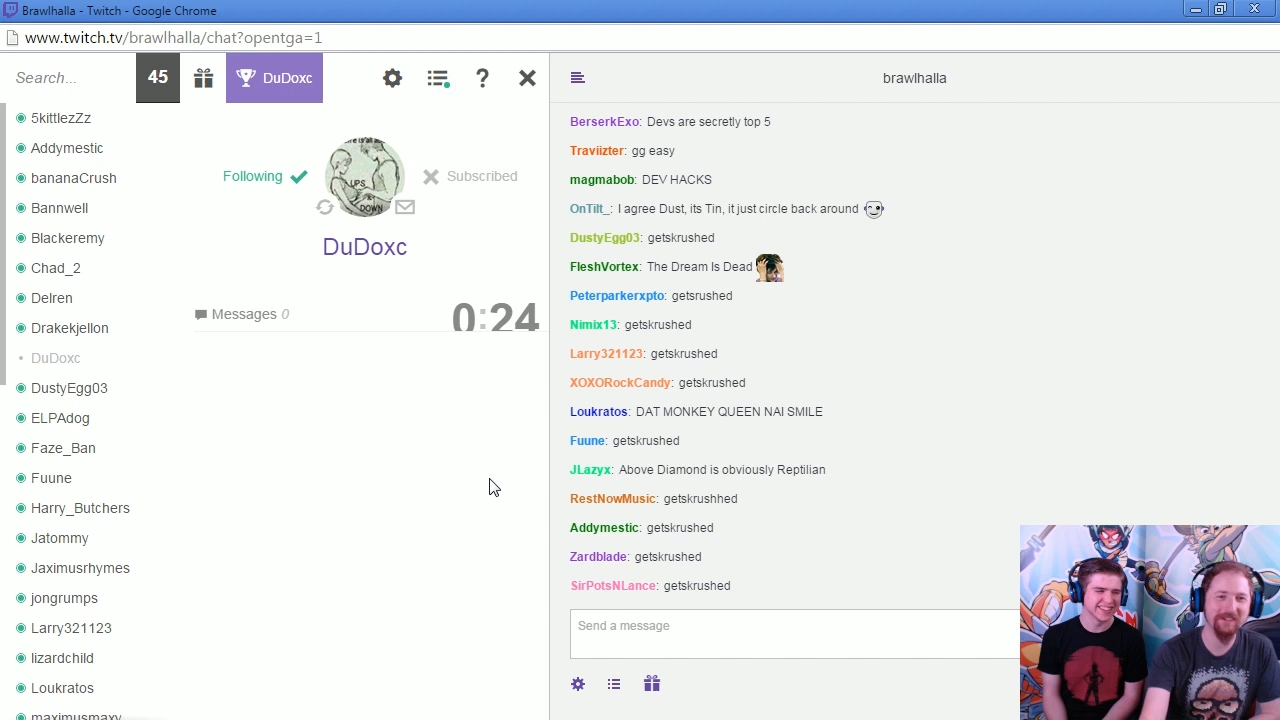 Brawlhalla - Twitch - Google Chrome
www.twitch.tv/brawlhalla/chat?opentga=1
Search...
45
DuDoxc
?
5kittlezZz
Addymestic
bananaCrush
Bannwell
Blackeremy
Chad_2
Delren
Drakekjellon
DuDoxc
DustyEgg03
ELPAdog
Faze_Ban
Fuune
Harry_Butchers
Jatommy
Jaximusrhymes
jongrumps
Larry321123
lizardchild
Loukratos
maximusmaxy
Following
Subscribed
UPS
&
DOWN
DuDoxc
Messages 0
0:24
brawlhalla
BerserkExo: Devs are secretly top 5
Traviizter: gg easy
magmabob: DEV HACKS
OnTilt_: I agree Dust, its Tin, it just circle back around
DustyEgg03: getskrushed
FleshVortex: The Dream Is Dead
Peterparkerxpto: getsrushed
Nimix13: getskrushed
Larry321123: getskrushed
XOXORockCandy: getskrushed
Loukratos: DAT MONKEY QUEEN NAI SMILE
Fuune: getskrushed
JLazyx: Above Diamond is obviously Reptilian
RestNowMusic: getskrushhed
Addymestic: getskrushed
Zardblade: getskrushed
SirPotsNLance: getskrushed
Send a message